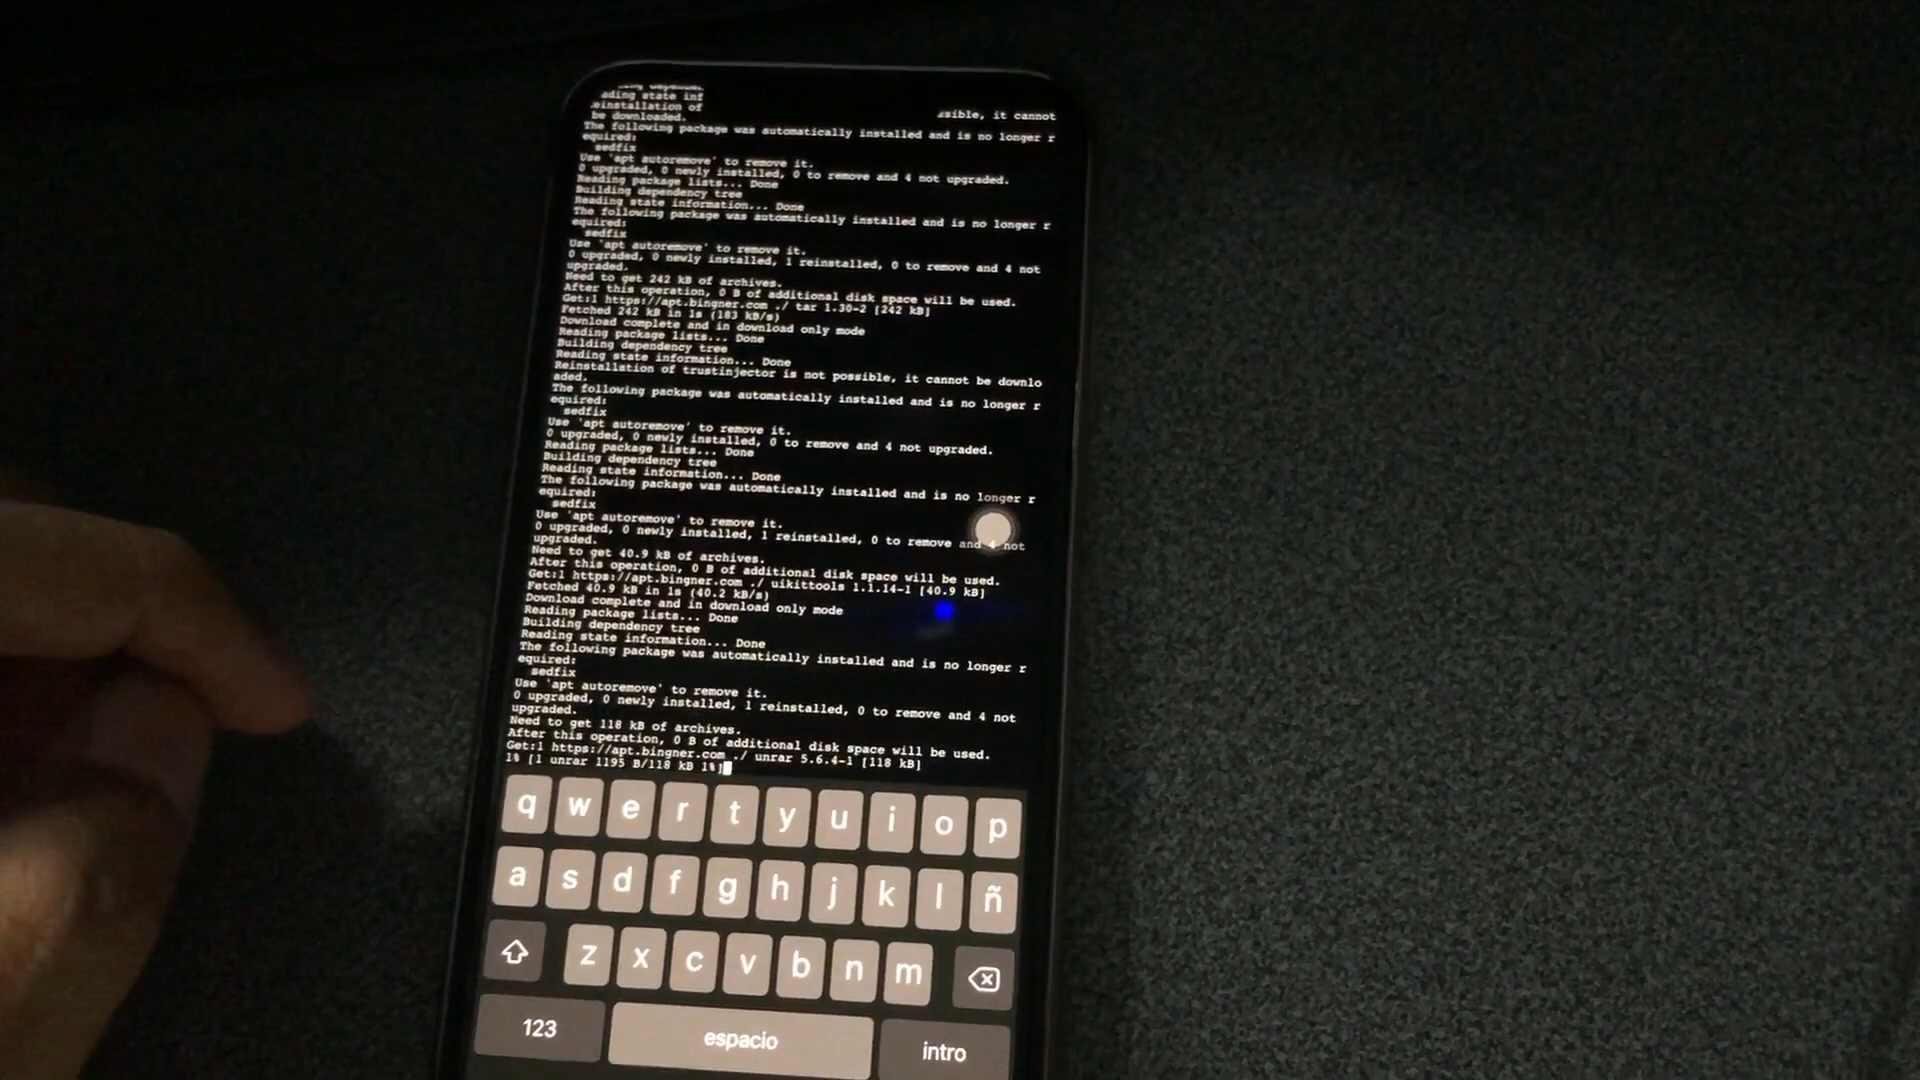 ading state inf
einstallation of sible, it cannot
be downloaded.
The following package was automatically installed and is no longer r
equired:
sedfix
Use 'apt autoremove' to remove it.
0 upgraded, 0 newly installed, 0 to remove and 4 not upgraded.
Reading package lists... Done
Building dependency tree
Reading state information... Done
The following package was automatically installed and is no longer r
equired:
sedfix
Use 'apt autoremove' to remove it.
0 upgraded, 0 newly installed, 1 reinstalled, 0 to remove and 4 not
upgraded.
Need to get 242 kB of archives.
After this operation, 0 B of additional disk space will be used.
Get:1 https://apt.bingner.com ./ tar 1.30-2 [242 kB]
Fetched 242 kB in 1s (183 kB/s)
Download complete and in download only mode
Reading package lists... Done
Building dependency tree
Reading state information... Done
Reinstallation of trustinjector is not possible, it cannot be downlo
aded.
The following package was automatically installed and is no longer r
equired:
sedfix
Use 'apt autoremove' to remove it.
0 upgraded, 0 newly installed, 0 to remove and 4 not upgraded.
Reading package lists... Done
Building dependency tree
Reading state information... Done
The following package was automatically installed and is no longer r
equired:
sedfix
Use 'apt autoremove' to remove it.
0 upgraded, 0 newly installed, 1 reinstalled, 0 to remove and 4 not
upgraded.
Need to get 40.9 kB of archives.
After this operation, 0 B of additional disk space will be used.
Get:1 https://apt.bingner.com ./ uikittools 1.1.14-1 [40.9 kB]
Fetched 40.9 kB in 1s (40.2 kB/s)
Download complete and in download only mode
Reading package lists... Done
Building dependency tree
Reading state information... Done
The following package was automatically installed and is no longer r
equired:
sedfix
Use 'apt autoremove' to remove it.
0 upgraded, 0 newly installed, 1 reinstalled, 0 to remove and 4 not
upgraded.
Need to get 118 kB of archives.
After this operation, 0 B of additional disk space will be used.
Get:1 https://apt.bingner.com ./ unrar 5.6.4-1 [118 kB]
1% [1 unrar 1195 B/118 kB 1%]
q w e r t y u i o p
a s d f g h j k l ñ
z x c v b n m
123 espacio intro